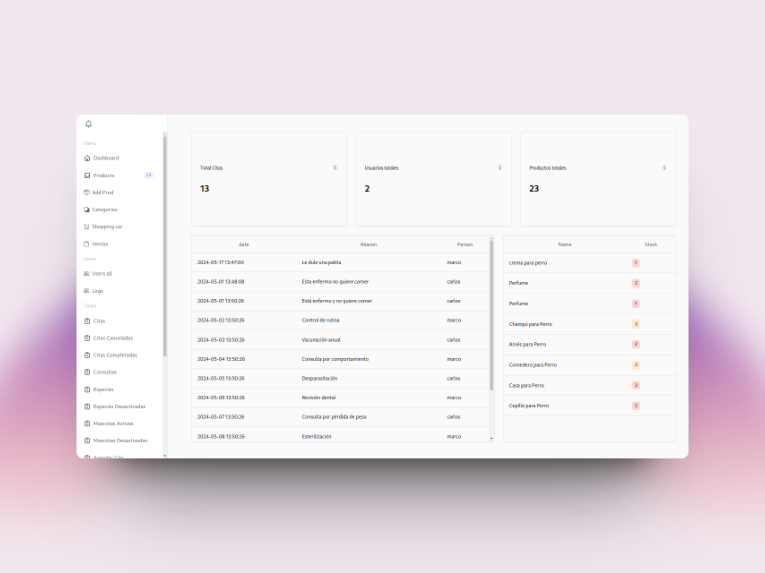 Menu
Dashboard
Products 23
Add Prod
Categories
Shopping car
Ventas
Users
Users all
Logs
Tasks
Citas
Citas Canceladas
Citas Completadas
Consultas
Especies
Especies Desactivadas
Mascotas Activas
Mascotas Desactivadas
Agendar Cita
Total Citas $
13
Usuarios totales $
2
Productos totales $
23
date Reason Person
2024-05-17 13:47:00 Le duile una patita marco
2024-05-01 13:48:08 Esta enfermo no quiere comer carlos
2024-05-01 13:50:26 Está enfermo y no quiere comer carlos
2024-05-02 13:50:26 Control de rutina marco
2024-05-03 13:50:26 Vacunación anual carlos
2024-05-04 13:50:26 Consulta por comportamiento marco
2024-05-05 13:50:26 Desparasitación carlos
2024-05-06 13:50:26 Revisión dental marco
2024-05-07 13:50:26 Consulta por pérdida de peso carlos
2024-05-08 13:50:26 Esterilización marco
Name Stock
crema para perro 1
Perfume 2
Perfume 1
Champú para Perro 3
Arnés para Perro
Comedero para Perro
Casa para Perro 2
Cepillo para Perro 2